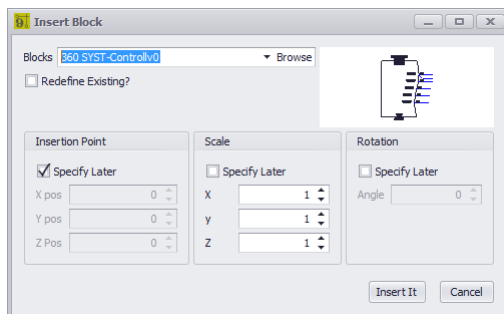 Insert Block
Blocks 360 SYST-Controllv0 Browse
Redefine Existing?
Insertion Point Scale Rotation
Specify Later Specify Later Specify Later
X pos 0 X 1 Angle 0
Y pos 0 y 1
Z Pos 0 Z 1
Insert It Cancel